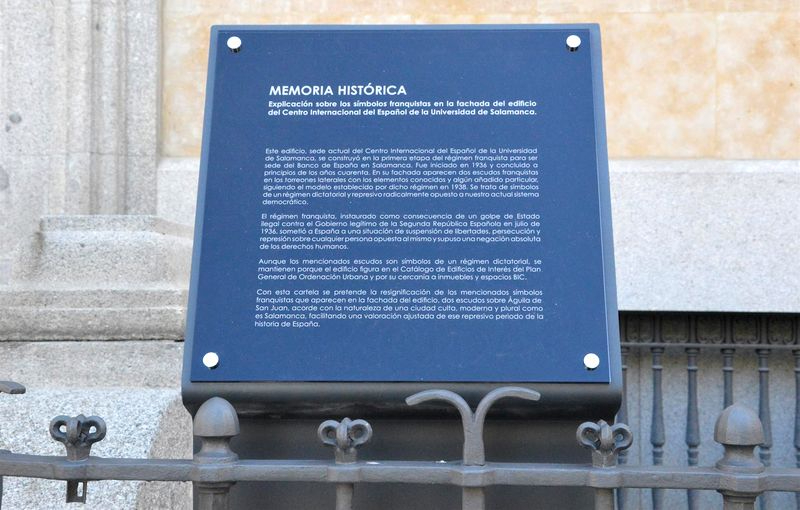 MEMORIA HISTÓRICA
Explicación sobre los símbolos franquistas en la fachada del edificio
del Centro Internacional del Español de la Universidad de Salamanca.
Este edificio, sede actual del Centro Internacional del Español de la Universidad
de Salamanca, se construyó en la primera etapa del régimen franquista para ser
sede del Banco de España en Salamanca. Fue iniciado en 1936 y concluido a
principios de los años cuarenta. En su fachada aparecen dos escudos franquistas
en los torreones laterales con los elementos conocidos y algún añadido particular,
siguiendo el modelo establecido por dicho régimen en 1938. Se trata de símbolos
de un régimen dictatorial y represivo radicalmente opuesto a nuestro actual sistema
democrático.
El régimen franquista, instaurado como consecuencia de un golpe de Estado
ilegal contra el Gobierno legítimo de la Segunda República Española en julio de
1936, sometió a España a una situación de suspensión de libertades, persecución y
represión sobre cualquier persona opuesta al mismo y supuso una negación absoluta
de los derechos humanos.
Aunque los mencionados escudos son símbolos de un régimen dictatorial, se
mantienen porque el edificio figura en el Catálogo de Edificios de Interés del Plan
General de Ordenación Urbana y por su cercanía a inmuebles y espacios BIC.
Con esta cartela se pretende la resignificación de los mencionados símbolos
franquistas que aparecen en la fachada del edificio, dos escudos sobre Águila de
San Juan, acorde con la naturaleza de una ciudad culta, moderna y plural como
es Salamanca, facilitando una valoración ajustada de ese represivo periodo de la
historia de España.